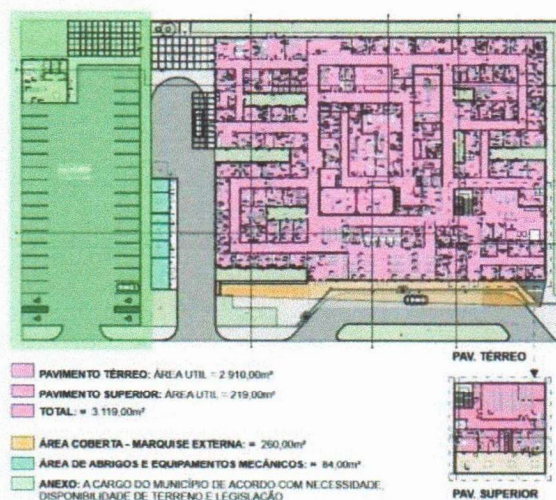 PAV. TÉRREO
PAVIMENTO TÉRREO: ÁREA UTIL = 2.910,00m²
PAVIMENTO SUPERIOR: ÁREA UTIL = 219,00m²
TOTAL: = 3.119,00m²
ÁREA COBERTA - MARQUISE EXTERNA: = 260,00m²
ÁREA DE ABRIGOS E EQUIPAMENTOS MECÂNICOS: = 84,00m²
ANEXO: A CARGO DO MUNICÍPIO DE ACORDO COM NECESSIDADE,
DISPONIBILIDADE DE TERRENO E LEGISLAÇÃO
PAV. SUPERIOR